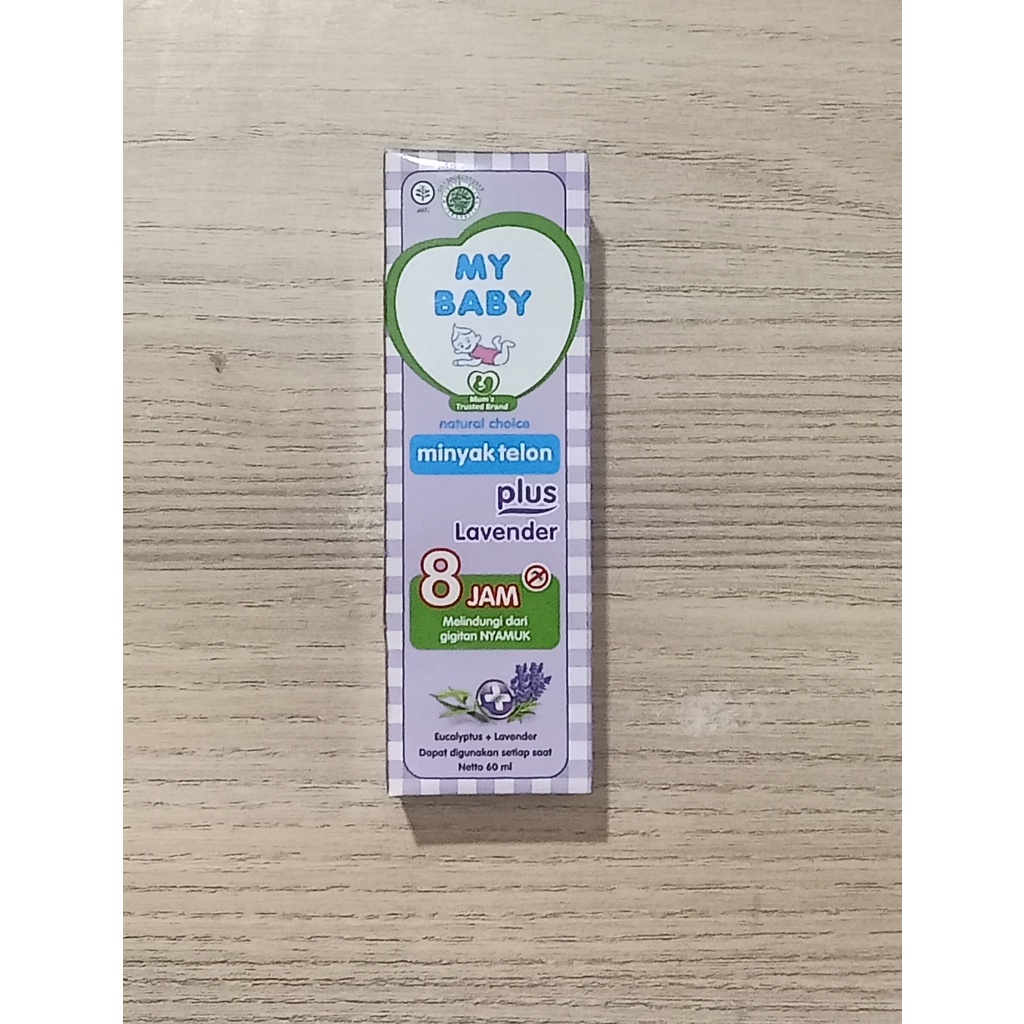 MY
BABY
Mum's
Trusted Brand
natural choice
minyak telon
plus
Lavender
8 JAM
Melindungi dari
gigitan NYAMUK
Eucalyptus + Lavender
Dapat digunakan setiap saat
Netto 60 ml